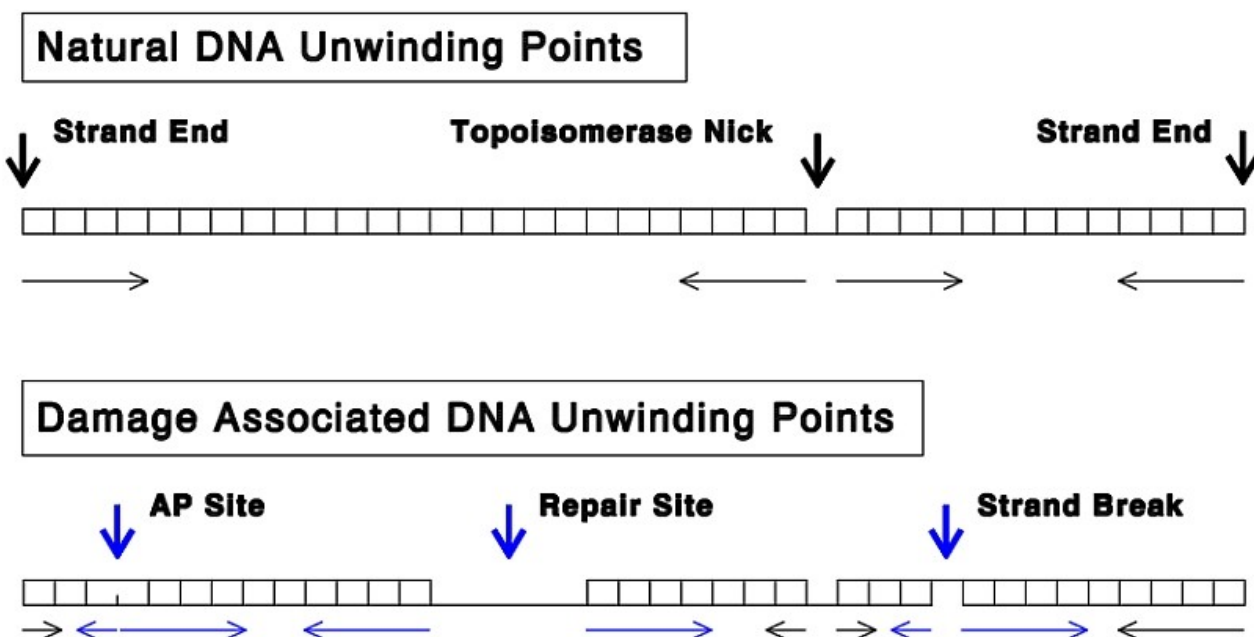 Natural DNA Unwinding Points
Strand End Topoisomerase Nick Strand End
Damage Associated DNA Unwinding Points
AP Site Repair Site Strand Break